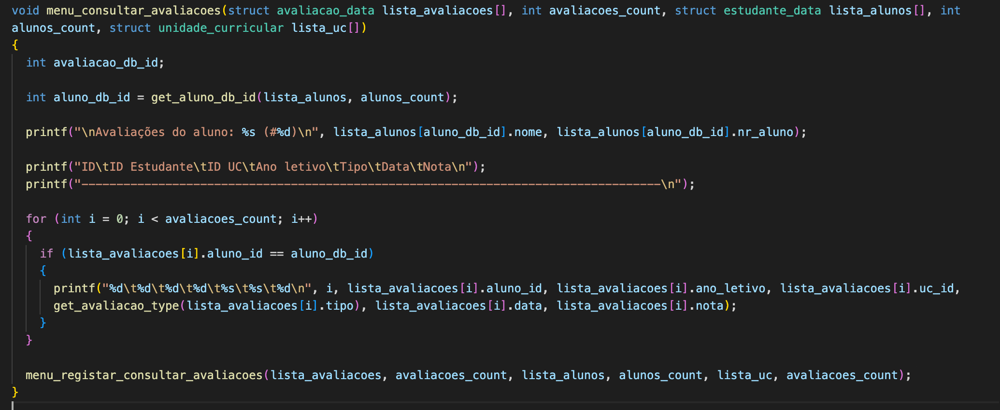 void menu_consultar_avaliacoes(struct avaliacao_data lista_avaliacoes[], int avaliacoes_count, struct estudante_data lista_alunos[], int
alunos_count, struct unidade_curricular lista_uc[])
{
  int avaliacao_db_id;
  int aluno_db_id = get_aluno_db_id(lista_alunos, alunos_count);
  printf("\nAvaliações do aluno: %s (#%d)\n", lista_alunos[aluno_db_id].nome, lista_alunos[aluno_db_id].nr_aluno);
  printf("ID\tID Estudante\tID UC\tAno letivo\tTipo\tData\tNota\n");
  printf("-----------------------------------------------------------------------------------\n");
  for (int i = 0; i < avaliacoes_count; i++)
  {
    if (lista_avaliacoes[i].aluno_id == aluno_db_id)
    {
      printf("%d\t%d\t%d\t%d\t%s\t%s\t%d\n", i, lista_avaliacoes[i].aluno_id, lista_avaliacoes[i].ano_letivo, lista_avaliacoes[i].uc_id,
      get_avaliacao_type(lista_avaliacoes[i].tipo), lista_avaliacoes[i].data, lista_avaliacoes[i].nota);
    }
  }
  menu_registar_consultar_avaliacoes(lista_avaliacoes, avaliacoes_count, lista_alunos, alunos_count, lista_uc, avaliacoes_count);
}